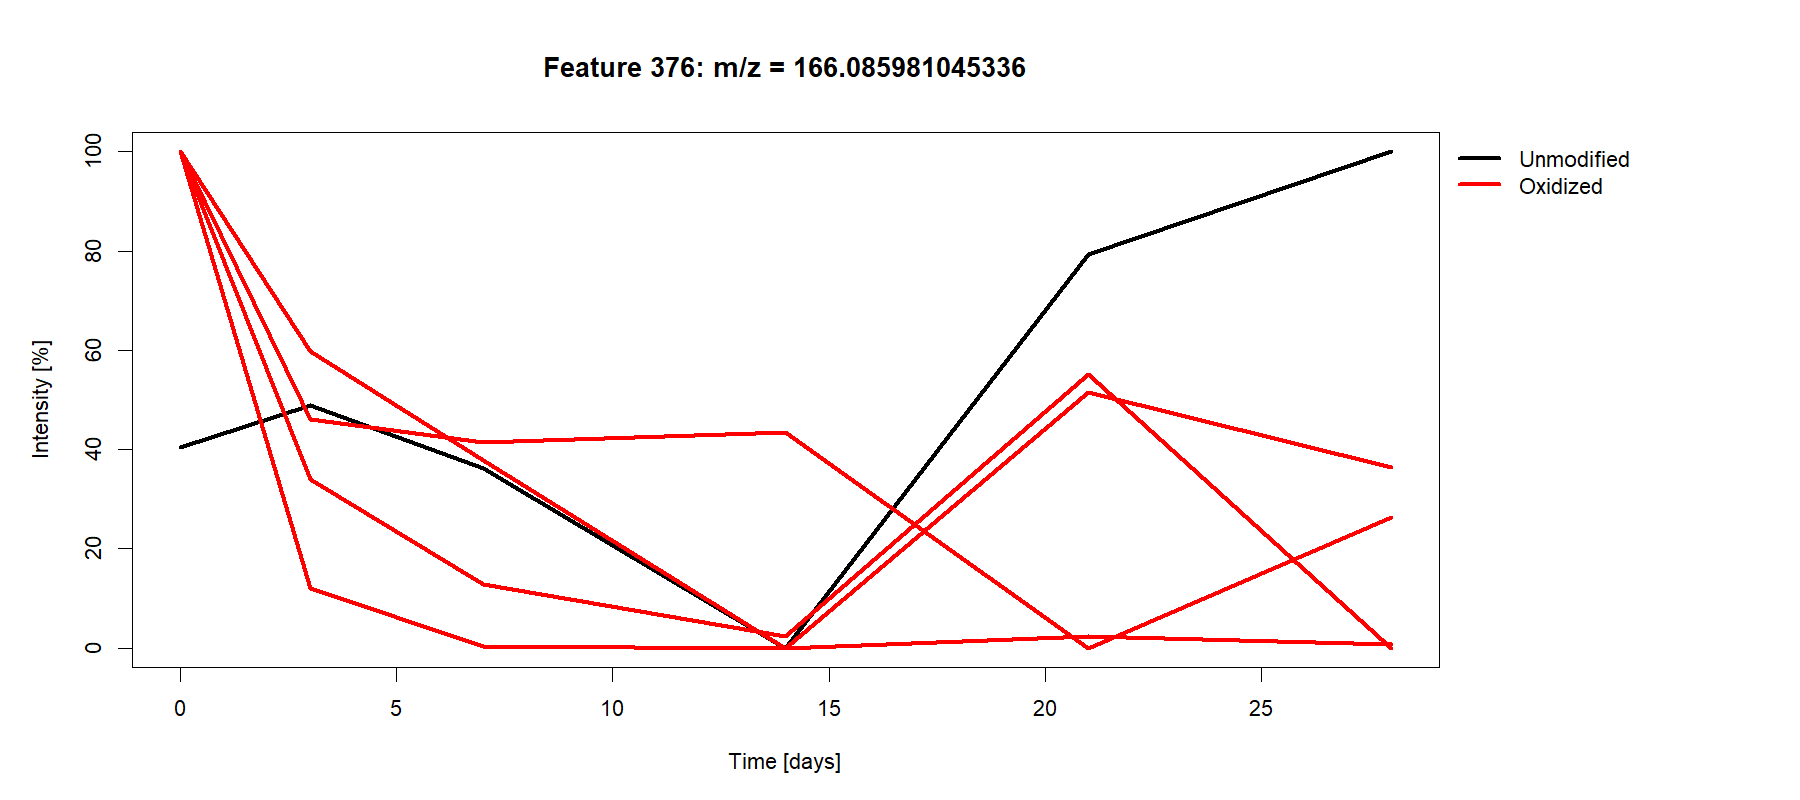 Feature 376: m/z = 166.085981045336
Unmodified
Oxidized
Intensity [%]
100
80
60
40
20
0
0 5 10 15 20 25
Time [days]